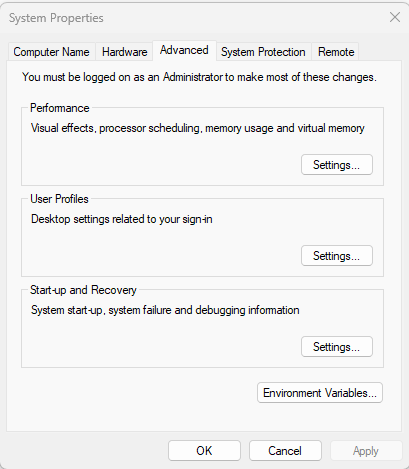 System Properties
Computer Name Hardware Advanced System Protection Remote
You must be logged on as an Administrator to make most of these changes.
Performance
Visual effects, processor scheduling, memory usage and virtual memory
Settings...
User Profiles
Desktop settings related to your sign-in
Settings...
Start-up and Recovery
System start-up, system failure and debugging information
Settings...
Environment Variables...
OK Cancel Apply